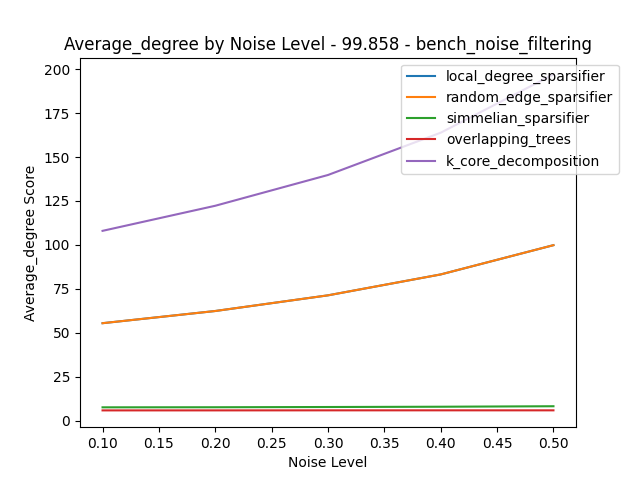 Average_degree by Noise Level - 99.858 - bench_noise_filtering
200
175
150
125
100
75
50
25
0
Average_degree Score
local_degree_sparsifier
random_edge_sparsifier
simmelian_sparsifier
overlapping_trees
k_core_decomposition
0.10 0.15 0.20 0.25 0.30 0.35 0.40 0.45 0.50
Noise Level